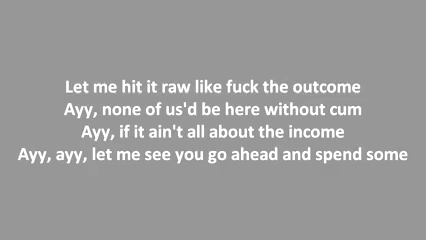 Let me hit it raw like fuck the outcome
Ayy, none of us'd be here without cum
Ayy, if it ain't all about the income
Ayy, ayy, let me see you go ahead and spend some